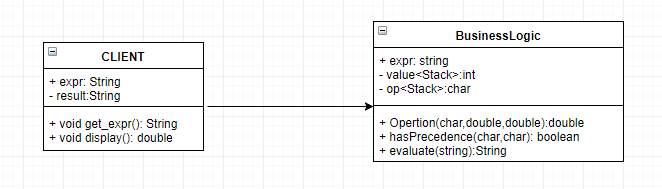 CLIENT
+ expr: String
- result:String
+ void get_expr(): String
+ void display(): double
BusinessLogic
+ expr: string
- value<Stack>:int
- op<Stack>:char
+ Opertion(char,double,double):double
+ hasPrecedence(char,char): boolean
+ evaluate(string):String